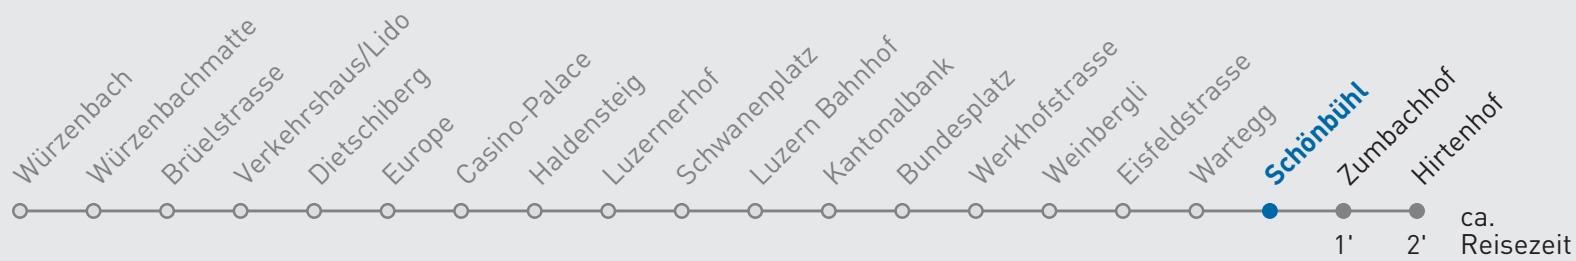 Würzenbach
Würzenbachmatte
Brüelstrasse
Verkehrshaus/Lido
Dietschiberg
Europe
Casino-Palace
Haldensteig
Luzernerhof
Schwanenplatz
Luzern Bahnhof
Kantonalbank
Bundesplatz
Werkhofstrasse
Weinbergli
Eisfeldstrasse
Wartegg
Schönbühl
Zumbachhof
Hirtenhof
ca.
1' 2' Reisezeit